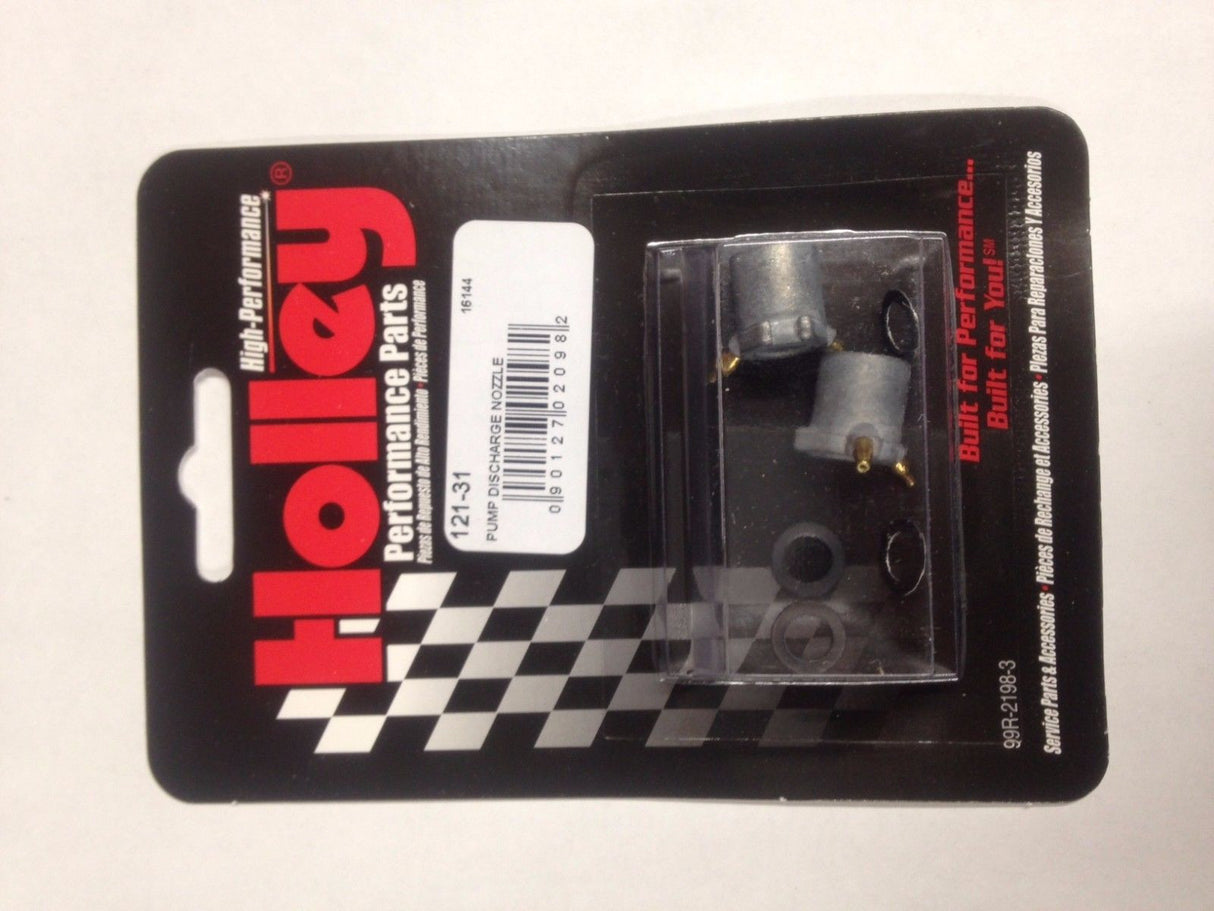 High-Performance
Holley®
Performance Parts
Piezas de Repuesto de Alto Rendimiento • Pièces de Performance
121-31
16144
PUMP DISCHARGE NOZZLE
0 90127 02098 2
Built for Performance...
Built for You!℠
99R-2198-3
Service Parts & Accessories • Pièces de Rechange et Accessories • Piezas Para Reparaciones Y Accesorios